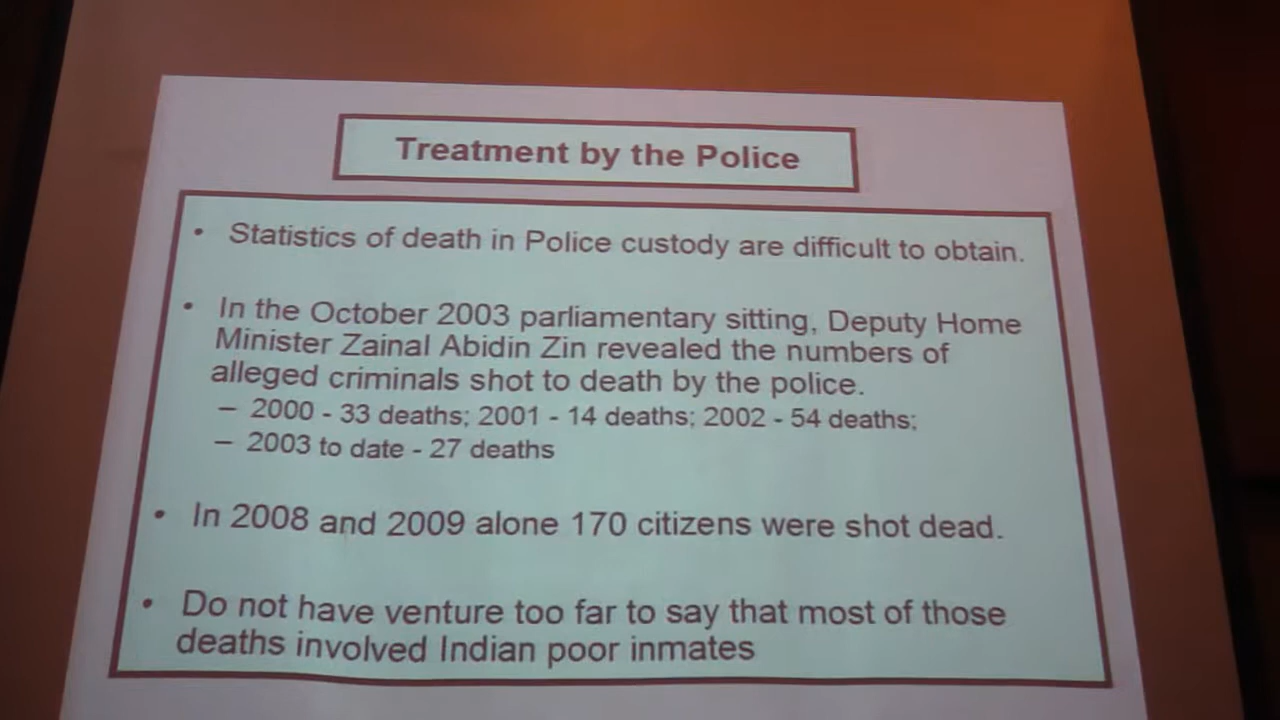 Treatment by the Police
• Statistics of death in Police custody are difficult to obtain.
• In the October 2003 parliamentary sitting, Deputy Home
Minister Zainal Abidin Zin revealed the numbers of
alleged criminals shot to death by the police.
– 2000 - 33 deaths; 2001 - 14 deaths; 2002 - 54 deaths;
– 2003 to date - 27 deaths
• In 2008 and 2009 alone 170 citizens were shot dead.
• Do not have venture too far to say that most of those
deaths involved Indian poor inmates